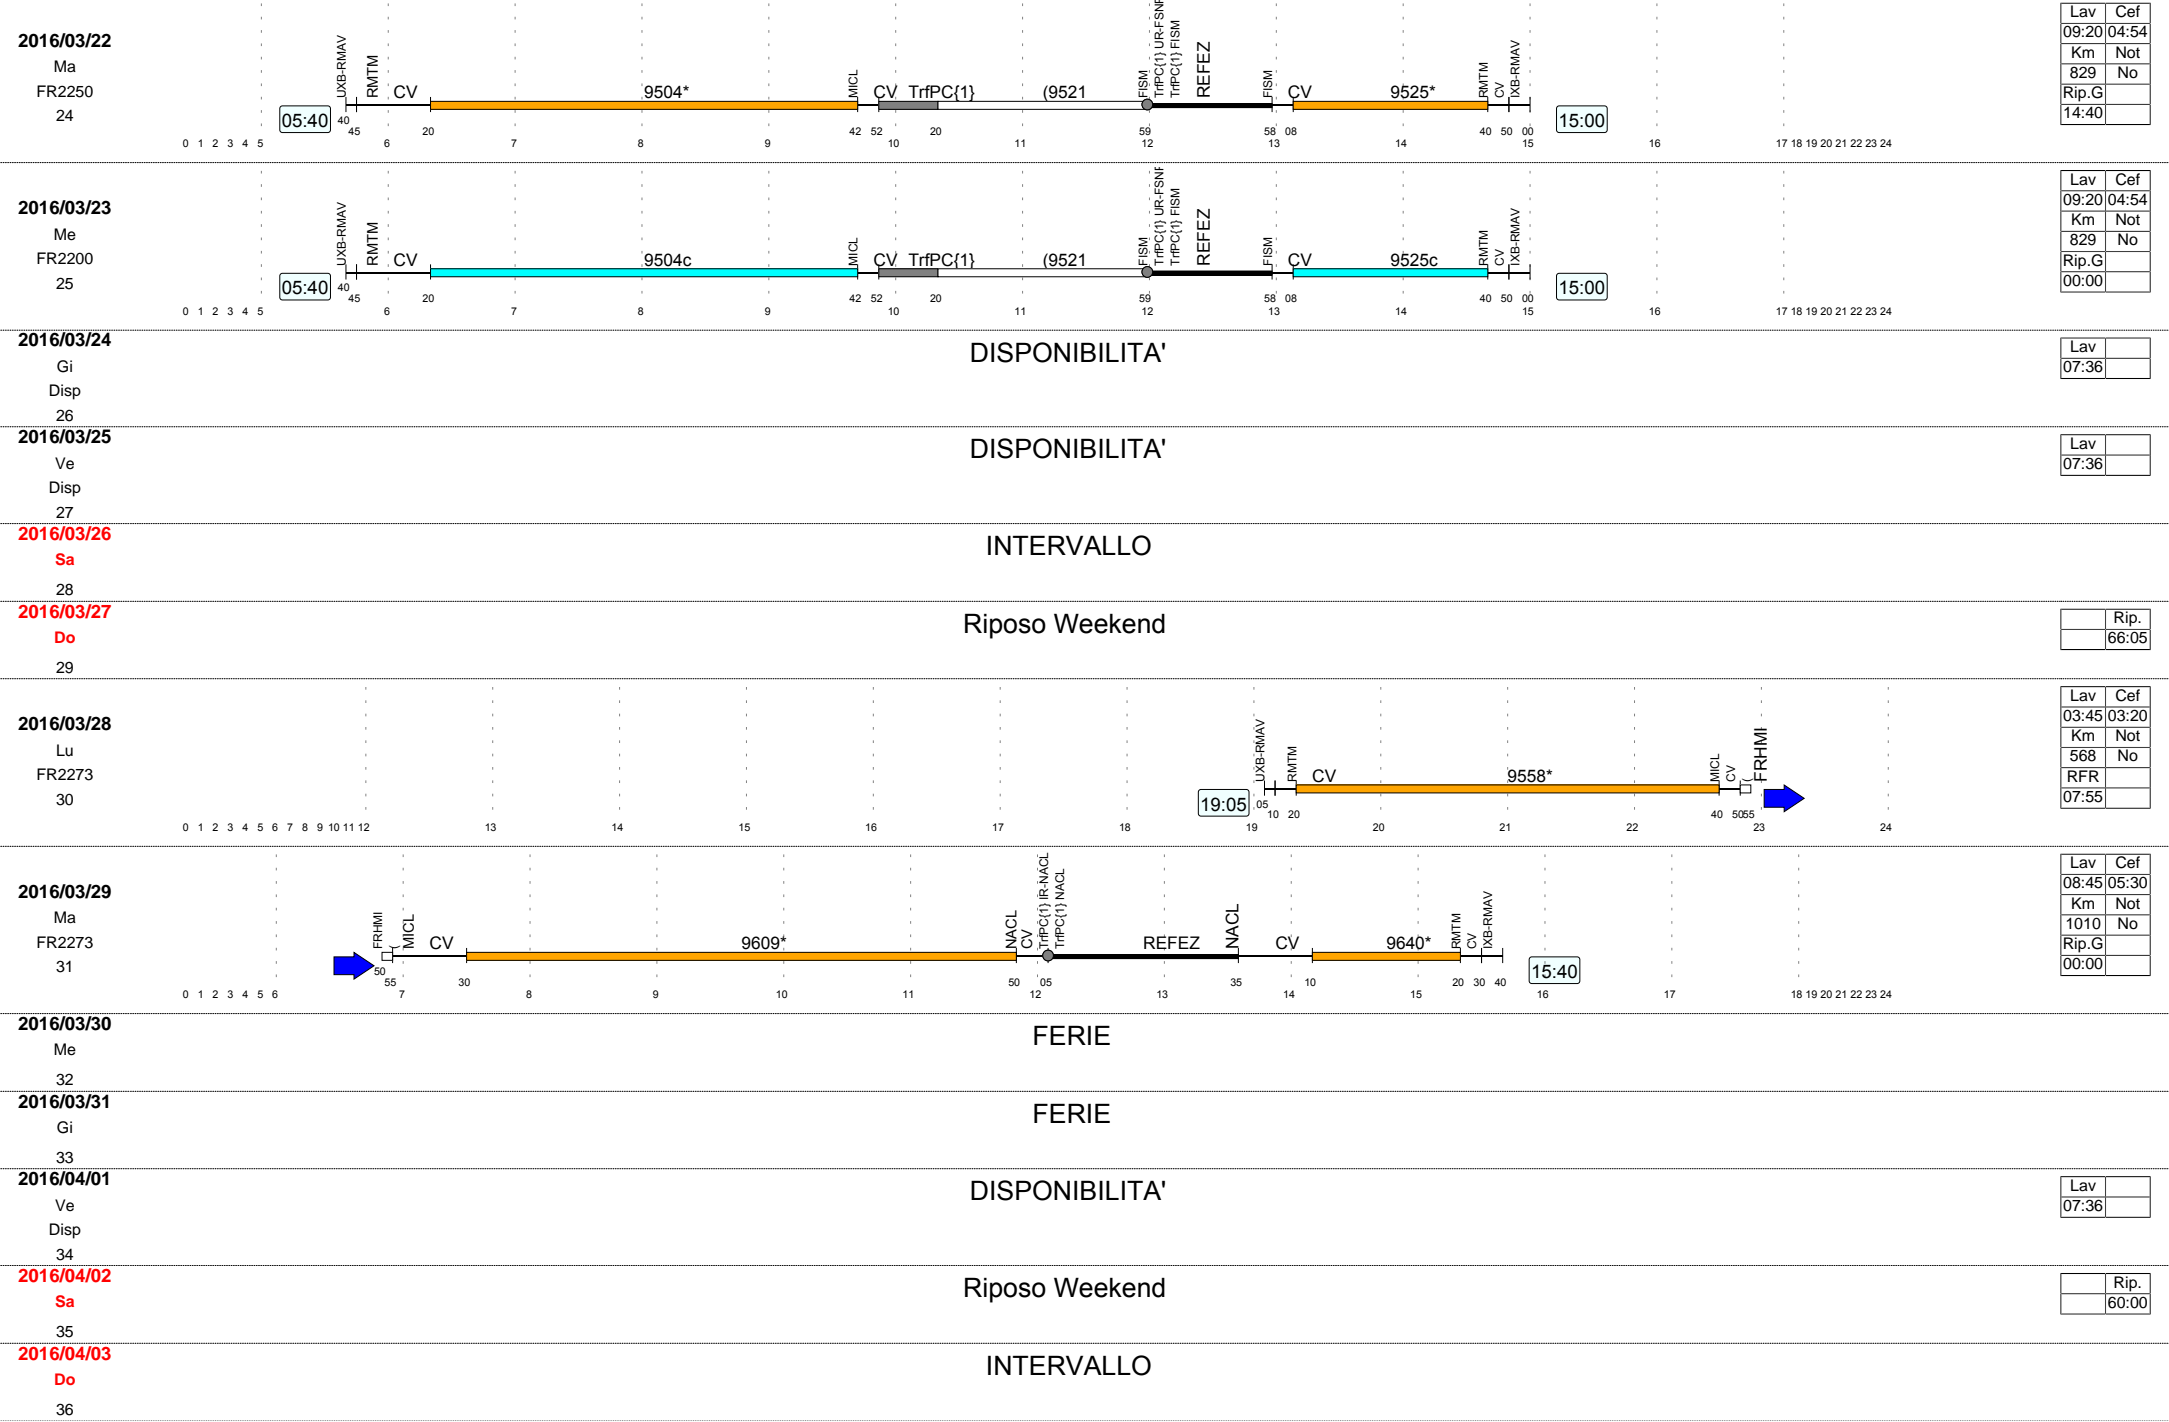 2016/03/22
Ma
FR2250
24
05:40
UXB-RMAV
RMTM
CV
9504*
MICL
CV
TrfPC{1}
(9521
FISM
TrfPC{1} UR-FSNF
TrfPC{1} FISM
REFEZ
FISM
CV
9525*
RMTM
CV
IXB-RMAV
15:00
40 45 20 42 52 20 59 58 08 40 50 00
0 1 2 3 4 5 6 7 8 9 10 11 12 13 14 15 16 17 18 19 20 21 22 23 24
Lav Cef
09:20 04:54
Km Not
829 No
Rip.G
14:40
2016/03/23
Me
FR2200
25
05:40
UXB-RMAV
RMTM
CV
9504c
MICL
CV
TrfPC{1}
(9521
FISM
TrfPC{1} UR-FSNF
TrfPC{1} FISM
REFEZ
FISM
CV
9525c
RMTM
CV
IXB-RMAV
15:00
40 45 20 42 52 20 59 58 08 40 50 00
0 1 2 3 4 5 6 7 8 9 10 11 12 13 14 15 16 17 18 19 20 21 22 23 24
Lav Cef
09:20 04:54
Km Not
829 No
Rip.G
00:00
2016/03/24
Gi
Disp
26
DISPONIBILITA'
Lav
07:36
2016/03/25
Ve
Disp
27
DISPONIBILITA'
Lav
07:36
2016/03/26
Sa
28
INTERVALLO
2016/03/27
Do
29
Riposo Weekend
Rip.
66:05
2016/03/28
Lu
FR2273
30
19:05
UXB-RMAV
RMTM
CV
9558*
MICL
CV
(
FRHMI
05 10 20 40 50 55
0 1 2 3 4 5 6 7 8 9 10 11 12 13 14 15 16 17 18 19 20 21 22 23 24
Lav Cef
03:45 03:20
Km Not
568 No
RFR
07:55
2016/03/29
Ma
FR2273
31
FRHMI
(
MICL
CV
9609*
NACL
CV
TrfPC{1} IR-NACL
TrfPC{1} NACL
REFEZ
NACL
CV
9640*
RMTM
CV
IXB-RMAV
15:40
50 55 30 50 05 35 10 20 30 40
0 1 2 3 4 5 6 7 8 9 10 11 12 13 14 15 16 17 18 19 20 21 22 23 24
Lav Cef
08:45 05:30
Km Not
1010 No
Rip.G
00:00
2016/03/30
Me
32
FERIE
2016/03/31
Gi
33
FERIE
2016/04/01
Ve
Disp
34
DISPONIBILITA'
Lav
07:36
2016/04/02
Sa
35
Riposo Weekend
Rip.
60:00
2016/04/03
Do
36
INTERVALLO